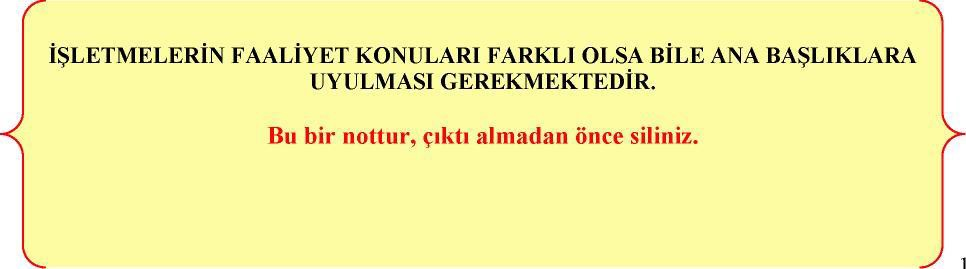 İŞLETMELERİN FAALİYET KONULARI FARKLI OLSA BİLE ANA BAŞLIKLARA
UYULMASI GEREKMEKTEDİR.
Bu bir nottur, çıktı almadan önce siliniz.
1